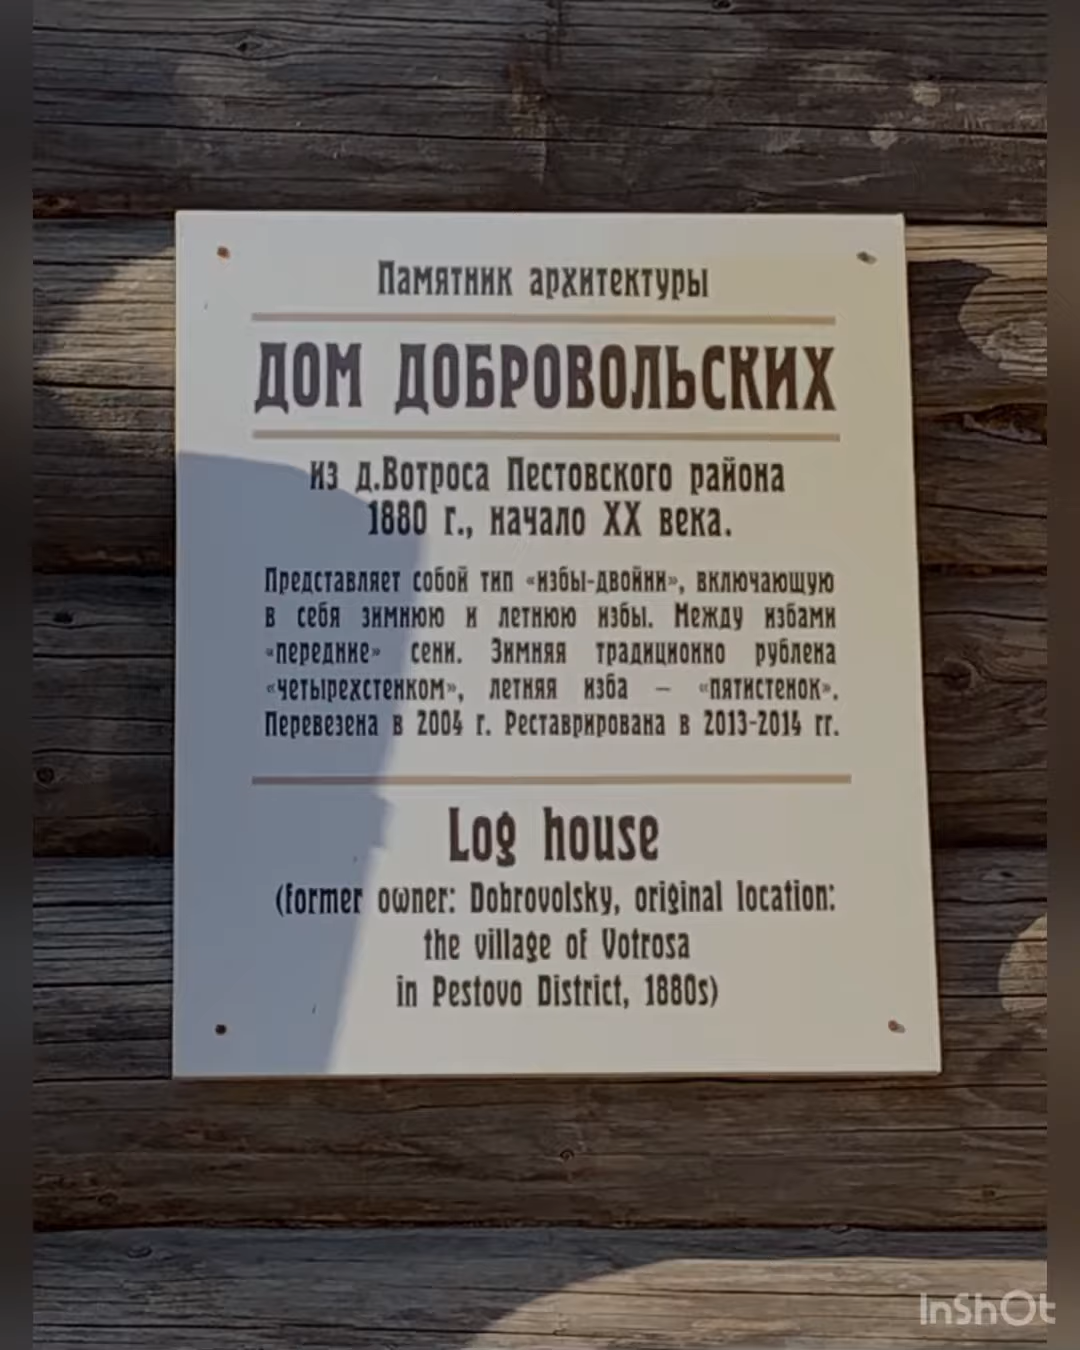 Памятник архитектуры
ДОМ ДОБРОВОЛЬСКИХ
из д.Вотроса Пестовского района
1880 г., начало XX века.
Представляет собой тип «избы-двойни», включающую
в себя зимнюю и летнюю избы. Между избами
«передние» сени. Зимняя традиционно рублена
«четырехстенком», летняя изба – «пятистенок».
Перевезена в 2004 г. Реставрирована в 2013-2014 гг.
Log house
(former owner: Dobrovolsky, original location:
the village of Votrosa
in Pestovo District, 1880s)
InShOt